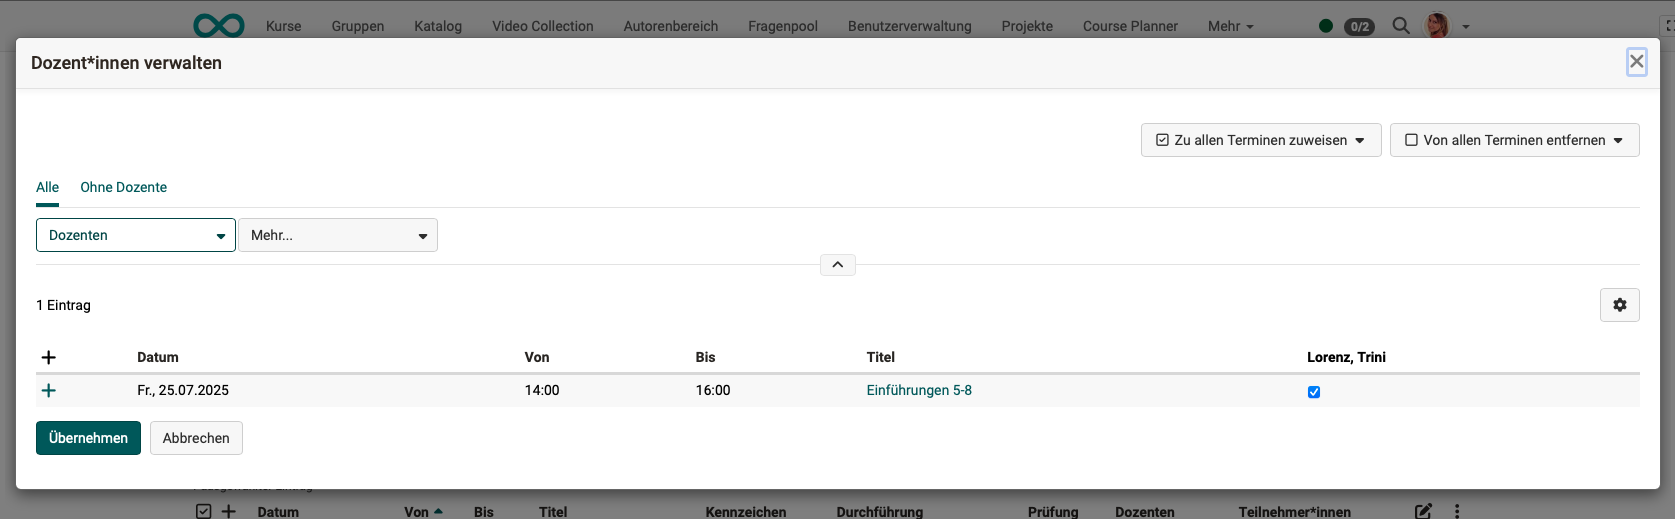 Kurse Gruppen Katalog Video Collection Autorenbereich Fragenpool Benutzerverwaltung Projekte Course Planner Mehr 0/2
Dozent*innen verwalten
Zu allen Terminen zuweisen Von allen Terminen entfernen
Alle Ohne Dozente
Dozenten Mehr...
1 Eintrag
Datum Von Bis Titel Lorenz, Trini
Fr., 25.07.2025 14:00 16:00 Einführungen 5-8
Übernehmen Abbrechen
Datum Von Bis Titel Kennzeichen Durchführung Prüfung Dozenten Teilnehmer*innen